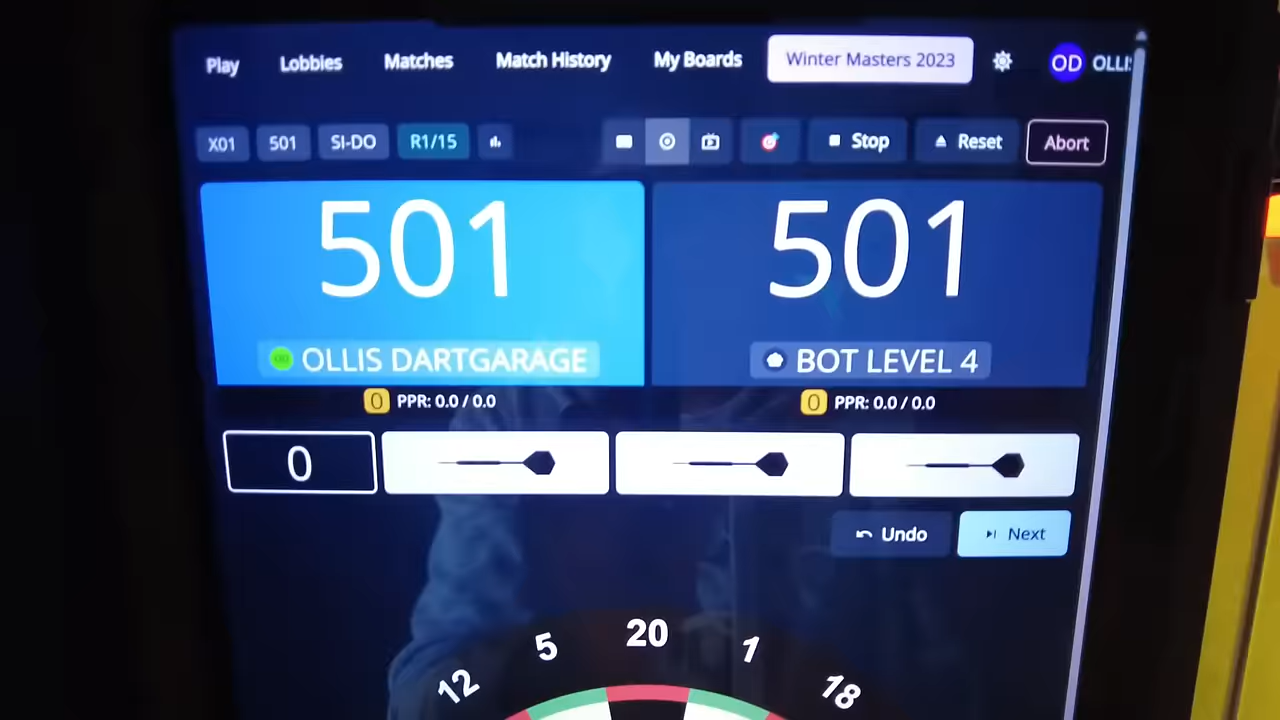 Play Lobbies Matches Match History My Boards Winter Masters 2023 OD OLLI
X01 501 SI-DO R1/15 Stop Reset Abort
501 501
OLLIS DARTGARAGE BOT LEVEL 4
0 PPR: 0.0 / 0.0 0 PPR: 0.0 / 0.0
0
Undo Next
12 5 20 1 18